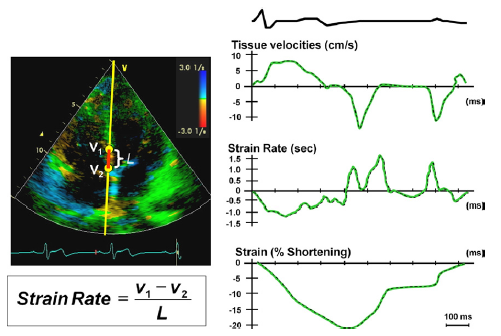 Tissue velocities (cm/s)
10
5
0
-5
-10
(ms)
Strain Rate (sec)
1.5
1.0
0.5
0
-0.5
-1.0
-1.5
(ms)
Strain (% Shortening)
(ms)
0
-5
-10
-15
-20
100 ms
V
3.0 1/s
-3.0 1/s
5
10
V1
V2
L
Strain Rate = v1 – v2 / L